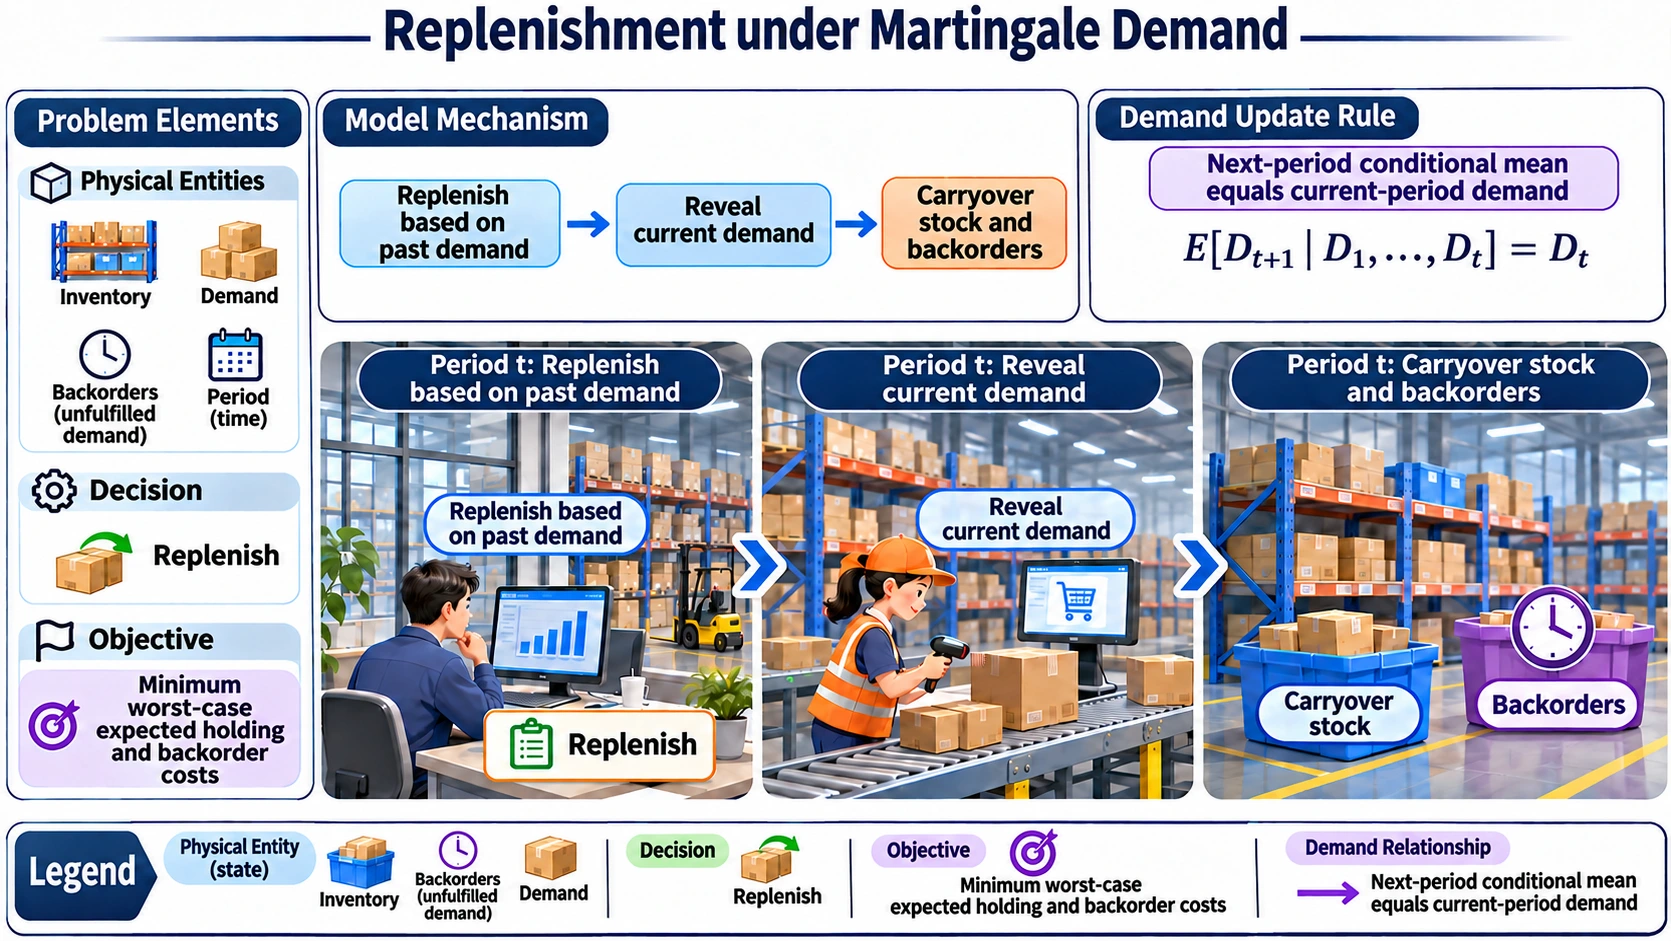 Replenishment under Martingale Demand
Problem Elements
Physical Entities
Inventory
Demand
Backorders
(unfulfilled
demand)
Period
(time)
Decision
Replenish
Objective
Minimum
worst-case
expected holding
and backorder
costs
Model Mechanism
Replenish
based on
past demand
Reveal
current demand
Carryover
stock and
backorders
Demand Update Rule
Next-period conditional mean
equals current-period demand
E[D_{t+1} | D_1,...,D_t] = D_t
Period t: Replenish
based on past demand
Replenish based
on past demand
Replenish
Period t: Reveal
current demand
Reveal
current demand
Period t: Carryover stock
and backorders
Carryover
stock
Backorders
Legend
Physical Entity
(state)
Inventory
Backorders
(unfulfilled
demand)
Demand
Decision
Replenish
Objective
Minimum worst-case
expected holding and backorder costs
Demand Relationship
Next-period conditional mean
equals current-period demand